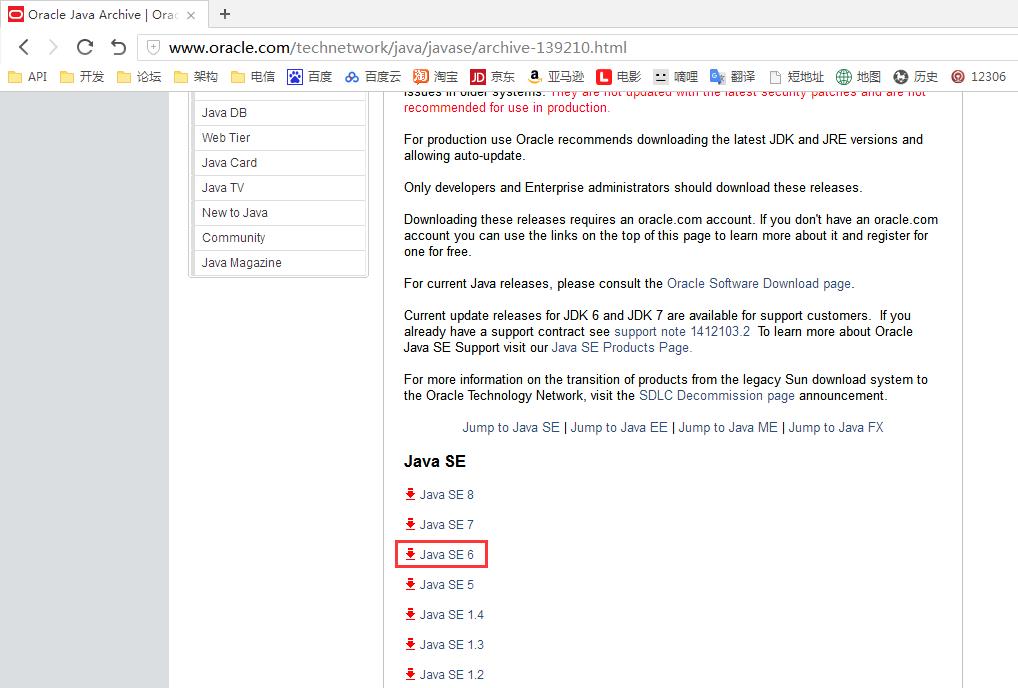 Oracle Java Archive | Orac
www.oracle.com/technetwork/java/javase/archive-139210.html
API 开发 论坛 架构 电信 百度 百度云 淘宝 京东 亚马逊 电影 嘀哩 翻译 短地址 地图 历史 12306
Java DB
Web Tier
Java Card
Java TV
New to Java
Community
Java Magazine
issues in older systems. They are not updated with the latest security patches and are not
recommended for use in production.
For production use Oracle recommends downloading the latest JDK and JRE versions and
allowing auto-update.
Only developers and Enterprise administrators should download these releases.
Downloading these releases requires an oracle.com account. If you don't have an oracle.com
account you can use the links on the top of this page to learn more about it and register for
one for free.
For current Java releases, please consult the Oracle Software Download page.
Current update releases for JDK 6 and JDK 7 are available for support customers. If you
already have a support contract see support note 1412103.2 To learn more about Oracle
Java SE Support visit our Java SE Products Page.
For more information on the transition of products from the legacy Sun download system to
the Oracle Technology Network, visit the SDLC Decommission page announcement.
Jump to Java SE | Jump to Java EE | Jump to Java ME | Jump to Java FX
Java SE
Java SE 8
Java SE 7
Java SE 6
Java SE 5
Java SE 1.4
Java SE 1.3
Java SE 1.2